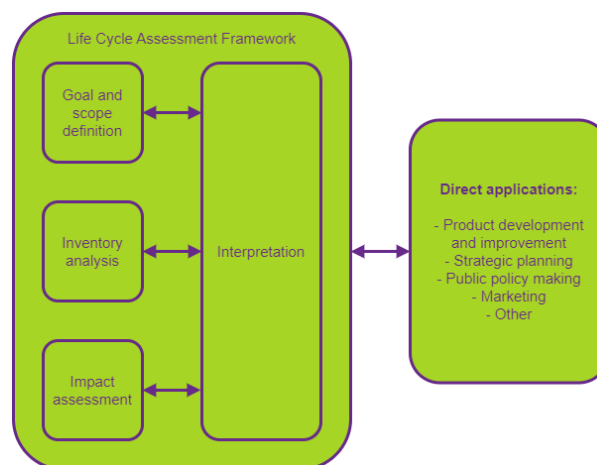 Life Cycle Assessment Framework
Goal and
scope
definition
Inventory
analysis
Impact
assessment
Interpretation
Direct applications:
- Product development
and improvement
- Strategic planning
- Public policy making
- Marketing
- Other